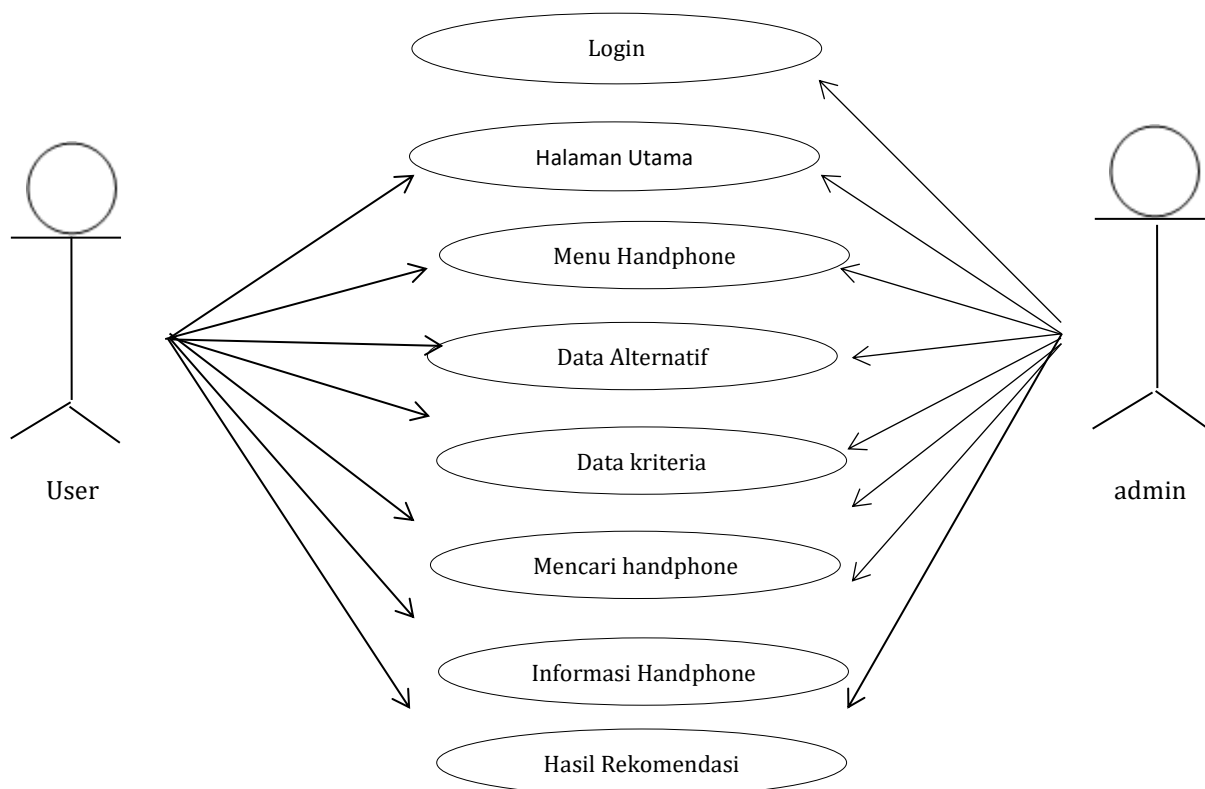 Login
Halaman Utama
Menu Handphone
Data Alternatif
Data kriteria
User
admin
Mencari handphone
Informasi Handphone
Hasil Rekomendasi